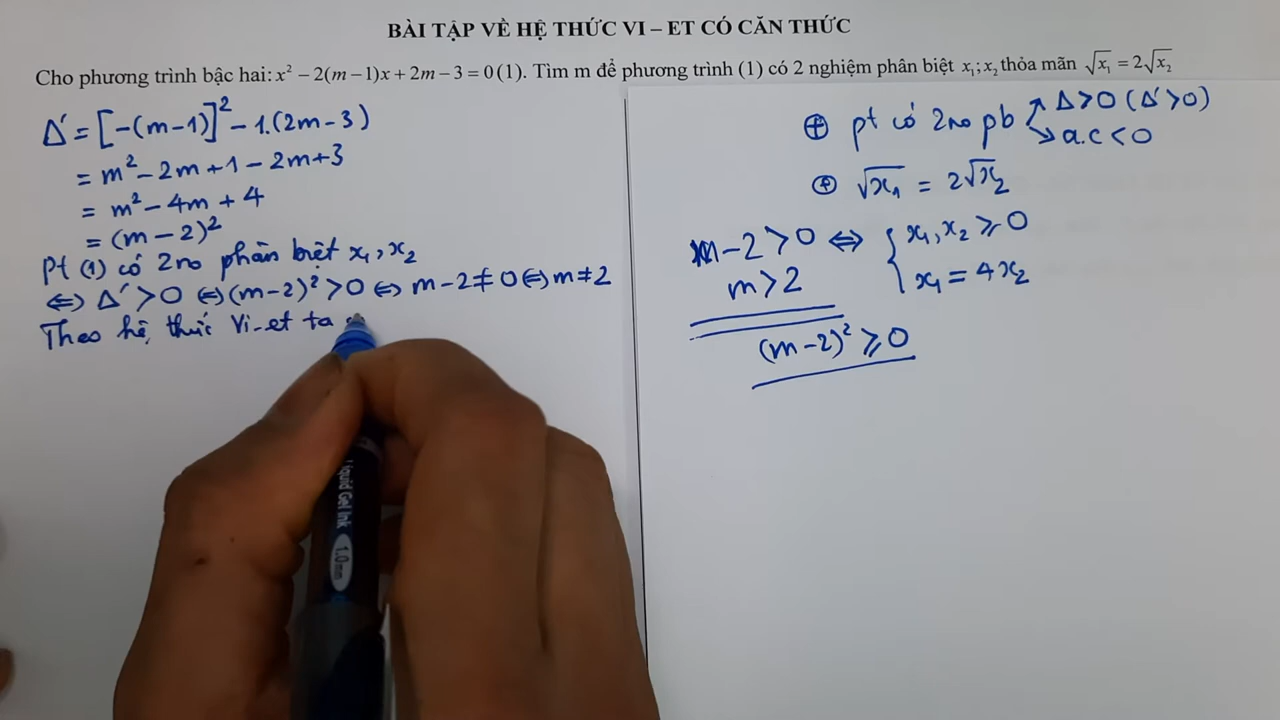 BÀI TẬP VỀ HỆ THỨC VI – ET CÓ CĂN THỨC
Cho phương trình bậc hai: x² − 2(m−1)x + 2m − 3 = 0 (1). Tìm m để phương trình (1) có 2 nghiệm phân biệt x₁; x₂ thỏa mãn √x₁ = 2√x₂
Δ' = [−(m−1)]² − 1.(2m−3)
= m² − 2m + 1 − 2m + 3
= m² − 4m + 4
= (m−2)²
Pt (1) có 2no phân biệt x₁, x₂
⇔ Δ' > 0 ⇔ (m−2)² > 0 ⇔ m−2 ≠ 0 ⇔ m ≠ 2
Theo hệ thức Vi-et ta
⊕ pt có 2no pb ↗ Δ > 0 (Δ' > 0)
↘ a.c < 0
⊕ √x₁ = 2√x₂
m−2 > 0 ⇔ { x₁, x₂ ⩾ 0
m > 2 x₁ = 4x₂
(m−2)² ⩾ 0
Liquid Gel Ink 1.0mm